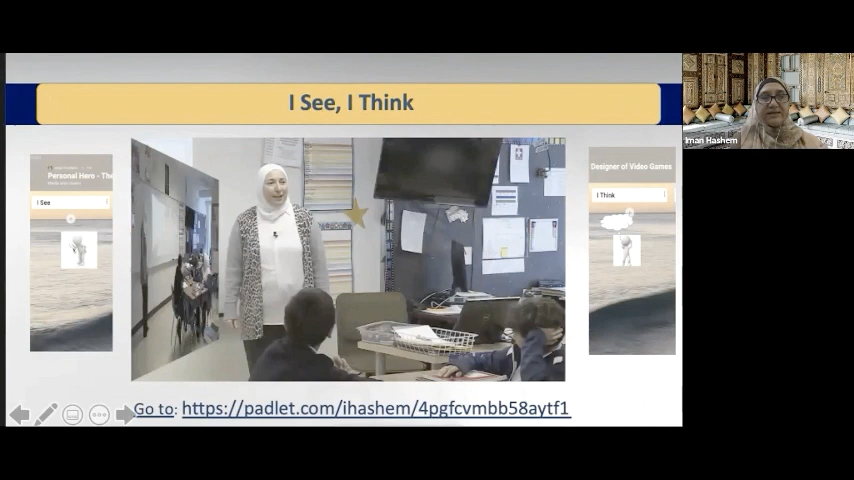 I See, I Think
Personal Hero - The
I See
Designer of Video Games
I Think
Go to: https://padlet.com/ihashem/4pgfcvmbb58aytf1
Iman Hashem